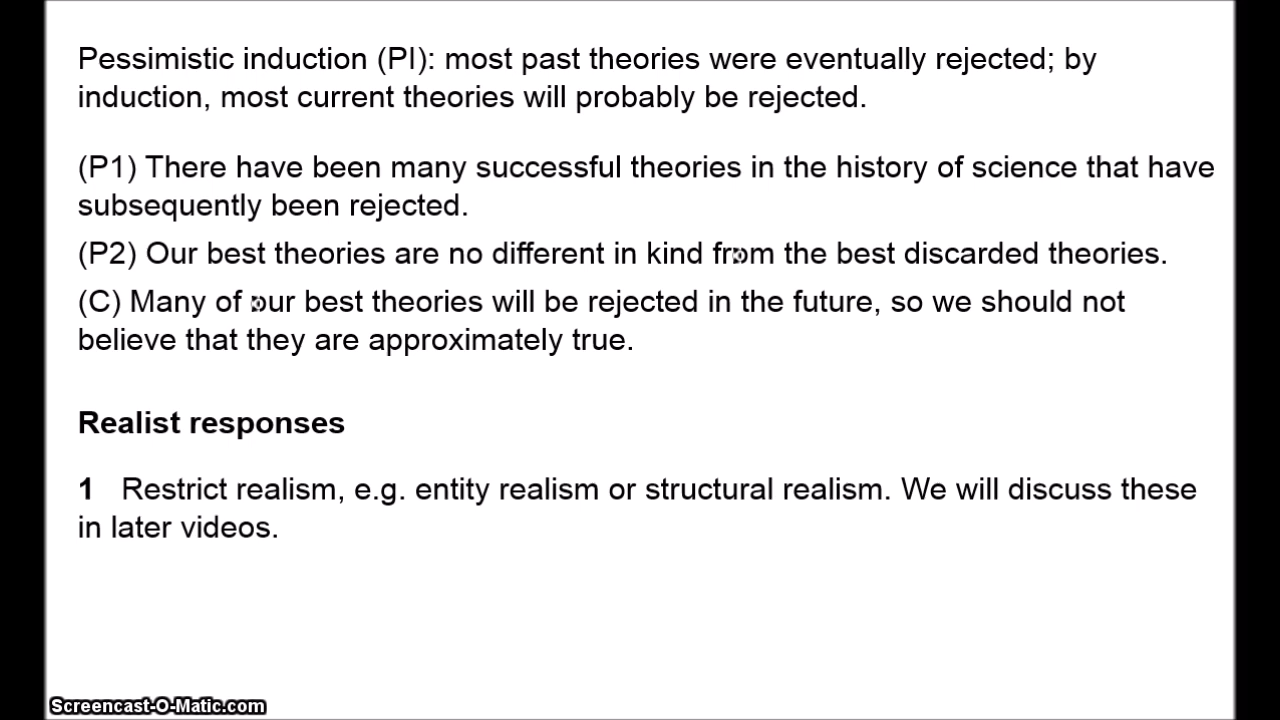 Pessimistic induction (PI): most past theories were eventually rejected; by
induction, most current theories will probably be rejected.
(P1) There have been many successful theories in the history of science that have
subsequently been rejected.
(P2) Our best theories are no different in kind from the best discarded theories.
(C) Many of our best theories will be rejected in the future, so we should not
believe that they are approximately true.
Realist responses
1 Restrict realism, e.g. entity realism or structural realism. We will discuss these
in later videos.
Screencast-O-Matic.com